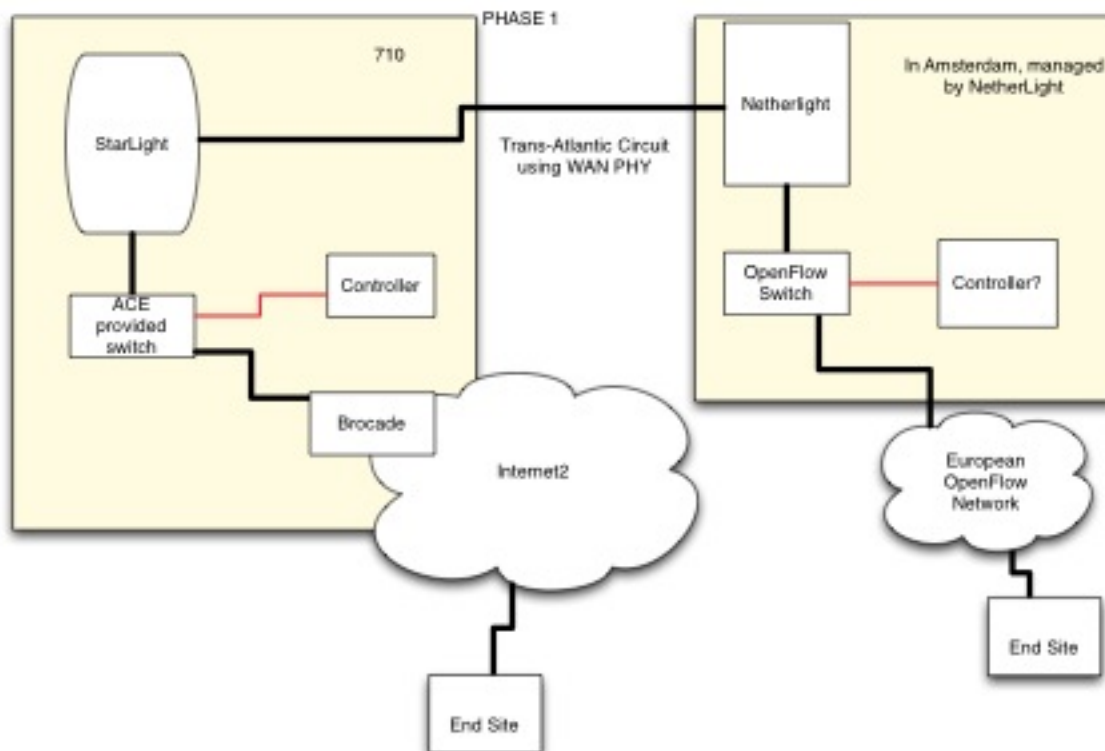 PHASE 1
710
StarLight
Trans-Atlantic Circuit
using WAN PHY
Netherlight
In Amsterdam, managed
by NetherLight
Controller
ACE
provided
switch
Brocade
Internet2
End Site
OpenFlow
Switch
Controller?
European
OpenFlow
Network
End Site